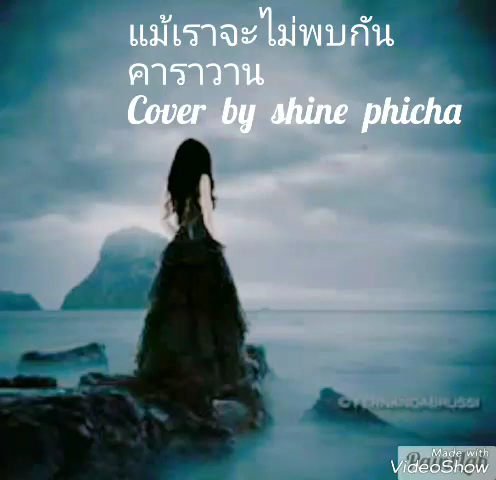 แม้เราจะไม่พบกัน
คาราวาน
Cover by shine phicha
©FERNANDABRUSSI
Made with
VideoShow